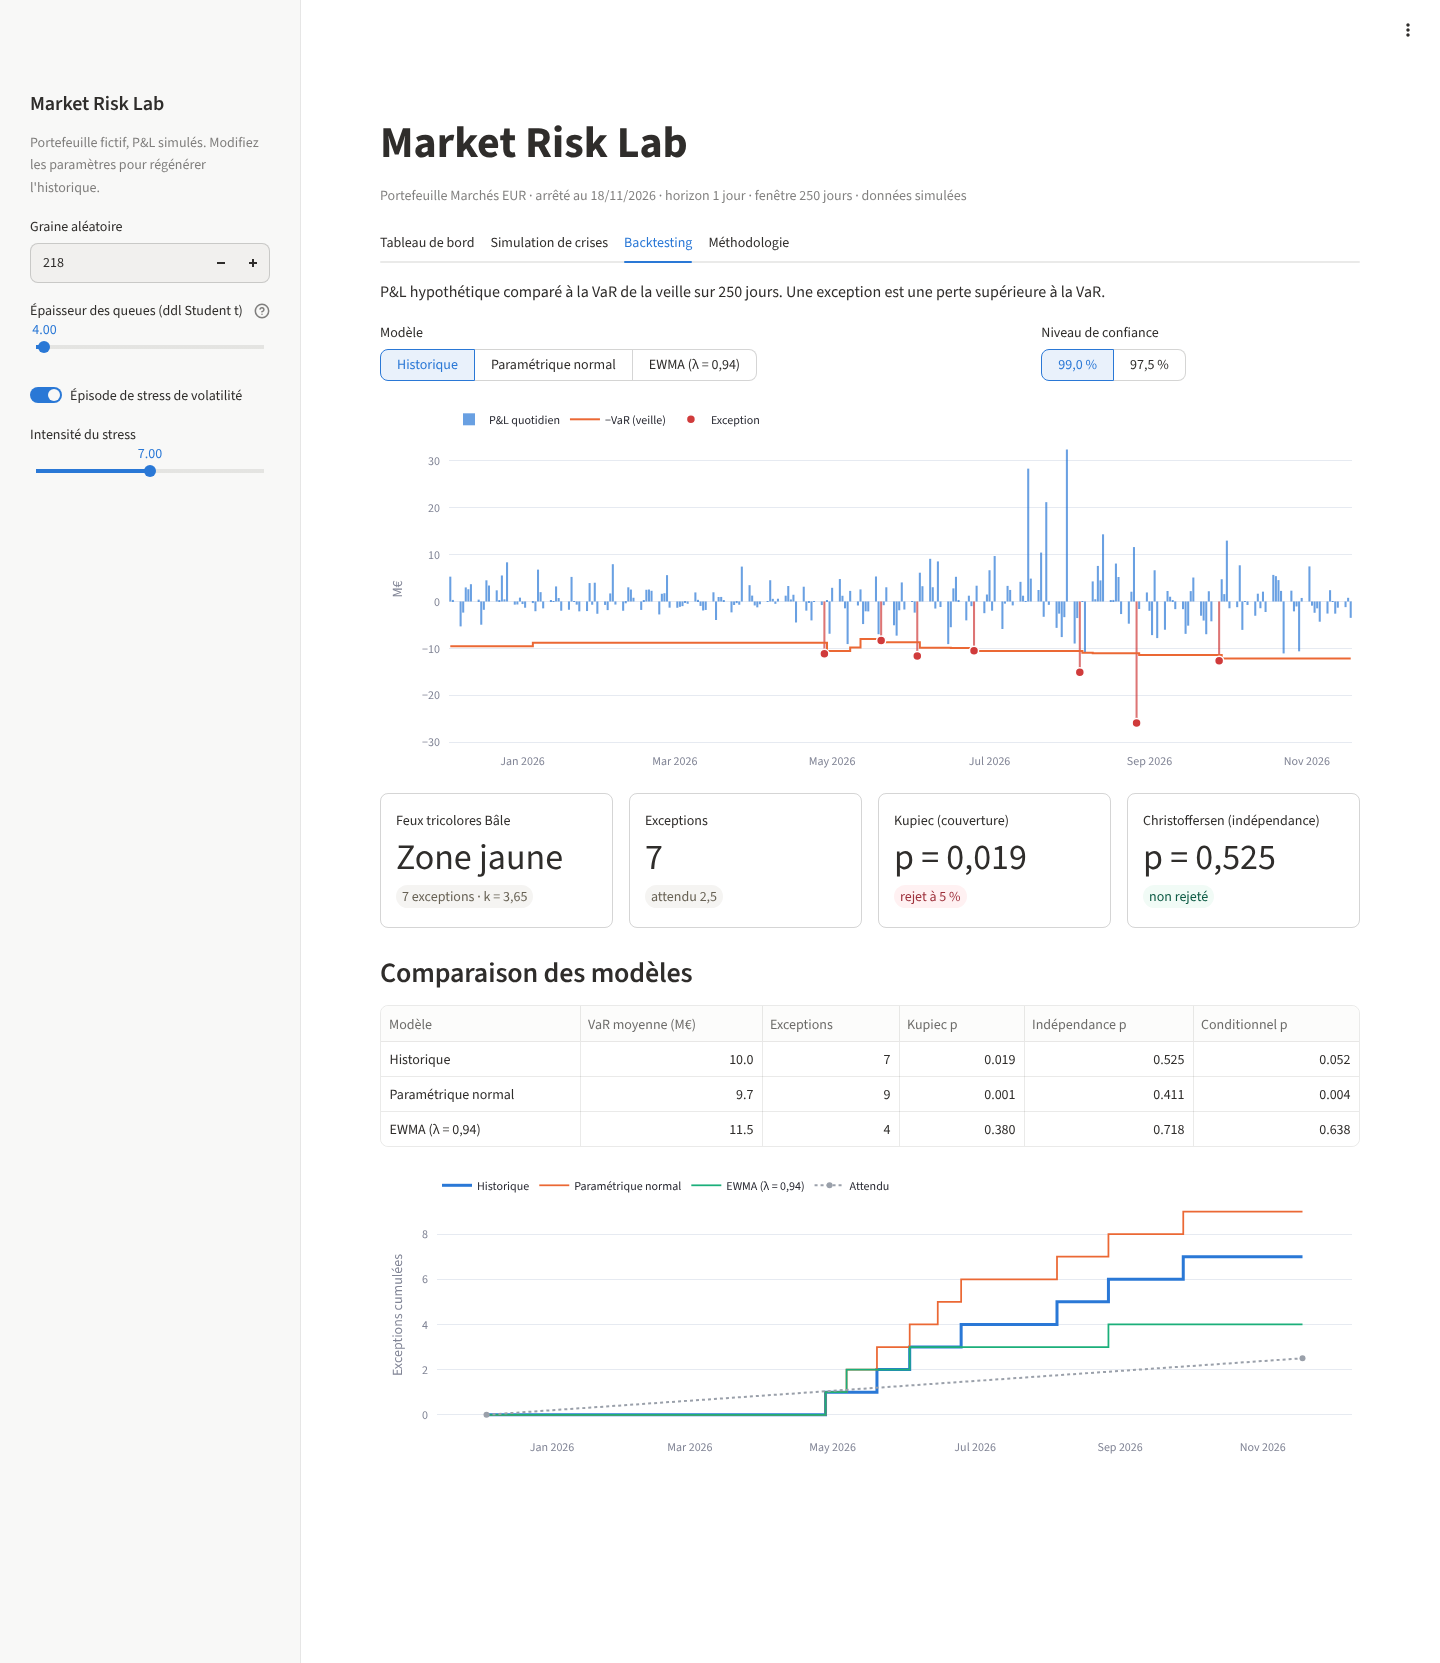 Market Risk Lab
Portefeuille fictif, P&L simulés. Modifiez
les paramètres pour régénérer
l'historique.
Graine aléatoire
218
Épaisseur des queues (ddl Student t)
4.00
Épisode de stress de volatilité
Intensité du stress
7.00
Market Risk Lab
Portefeuille Marchés EUR · arrêté au 18/11/2026 · horizon 1 jour · fenêtre 250 jours · données simulées
Tableau de bord Simulation de crises Backtesting Méthodologie
P&L hypothétique comparé à la VaR de la veille sur 250 jours. Une exception est une perte supérieure à la VaR.
Modèle Niveau de confiance
Historique Paramétrique normal EWMA (λ = 0,94) 99,0 % 97,5 %
P&L quotidien −VaR (veille) Exception
30
20
10
0
−10
−20
−30
M€
Jan 2026 Mar 2026 May 2026 Jul 2026 Sep 2026 Nov 2026
Feux tricolores Bâle
Zone jaune
7 exceptions · k = 3,65
Exceptions
7
attendu 2,5
Kupiec (couverture)
p = 0,019
rejet à 5 %
Christoffersen (indépendance)
p = 0,525
non rejeté
Comparaison des modèles
Modèle VaR moyenne (M€) Exceptions Kupiec p Indépendance p Conditionnel p
Historique 10.0 7 0.019 0.525 0.052
Paramétrique normal 9.7 9 0.001 0.411 0.004
EWMA (λ = 0,94) 11.5 4 0.380 0.718 0.638
Historique Paramétrique normal EWMA (λ = 0,94) Attendu
8
6
4
2
0
Exceptions cumulées
Jan 2026 Mar 2026 May 2026 Jul 2026 Sep 2026 Nov 2026